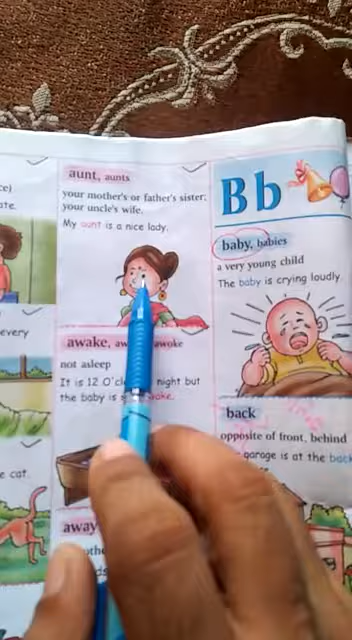 ce)
ate.
every
e cat.
aunt, aunts
your mother's or father's sister;
your uncle's wife.
My aunt is a nice lady.
awake, aw awoke
not asleep
It is 12 O'cl night but
the baby is
away
Bb
baby, babies
a very young child
The baby is crying loudly.
back
opposite of front, behind
garage is at the back